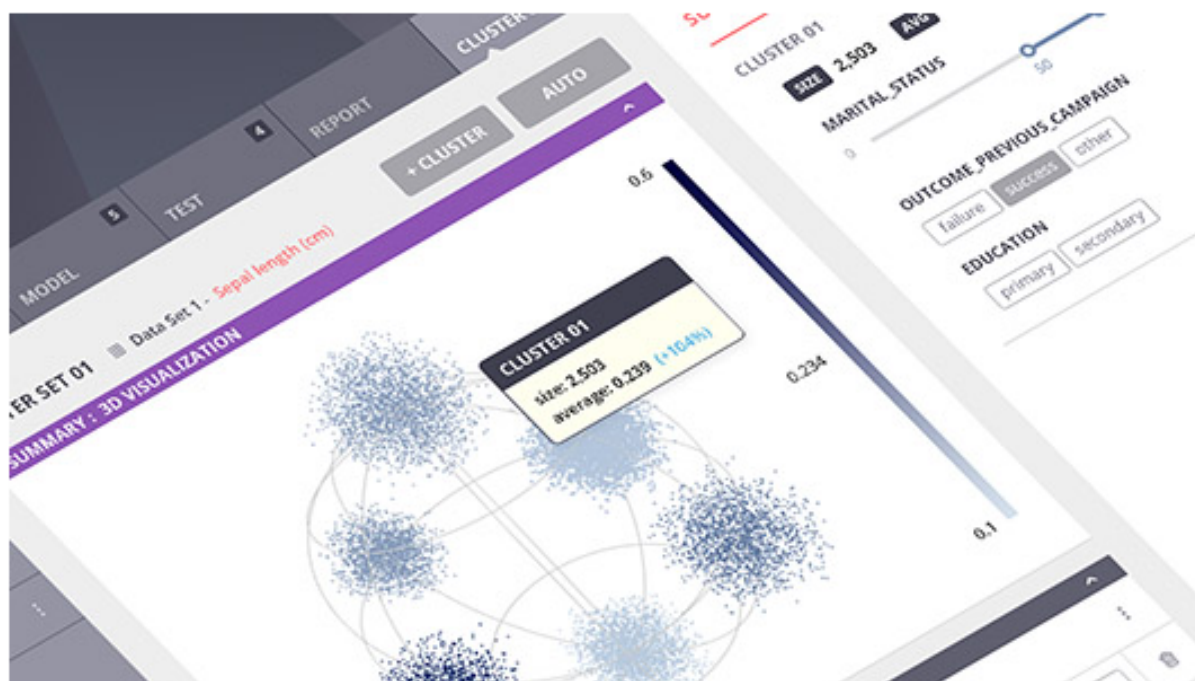 MODEL 5
TEST 4
REPORT
CLUSTER
+ CLUSTER
AUTO
SET 01
Data Set 1 - Sepal length (cm)
SUMMARY : 3D VISUALIZATION
CLUSTER 01
size: 2,503
average: 0.239 (+104%)
0.6
0.234
0.1
CLUSTER 01
SIZE 2,503 AVG
MARITAL_STATUS
0
50
OUTCOME_PREVIOUS_CAMPAIGN
failure success other
EDUCATION
primary secondary